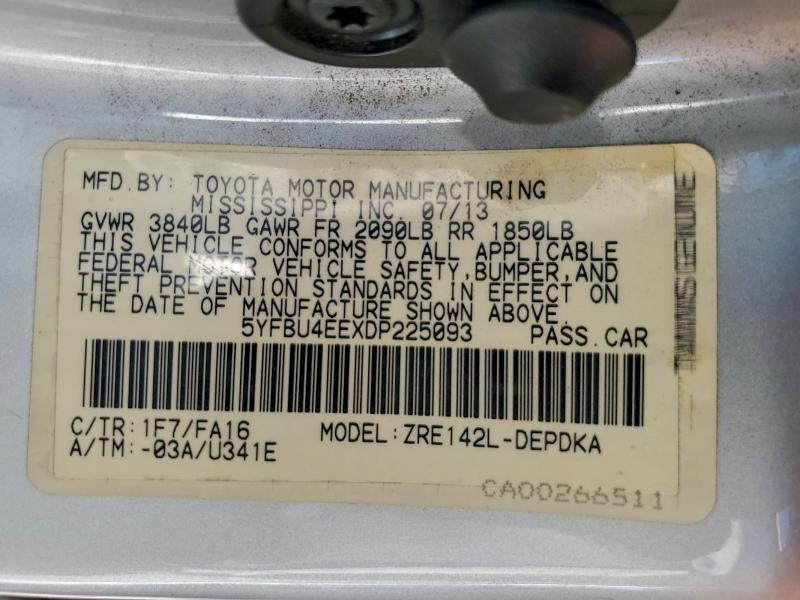 MFD.BY: TOYOTA MOTOR MANUFACTURING
MISSISSIPPI INC. 07/13
GVWR 3840LB GAWR FR 2090LB RR 1850LB
THIS VEHICLE CONFORMS TO ALL APPLICABLE
FEDERAL MOTOR VEHICLE SAFETY,BUMPER,AND
THEFT PREVENTION STANDARDS IN EFFECT ON
THE DATE OF MANUFACTURE SHOWN ABOVE.
5YFBU4EEXDP225093 PASS.CAR
C/TR:1F7/FA16 MODEL:ZRE142L-DEPDKA
A/TM:-03A/U341E
CA00266511